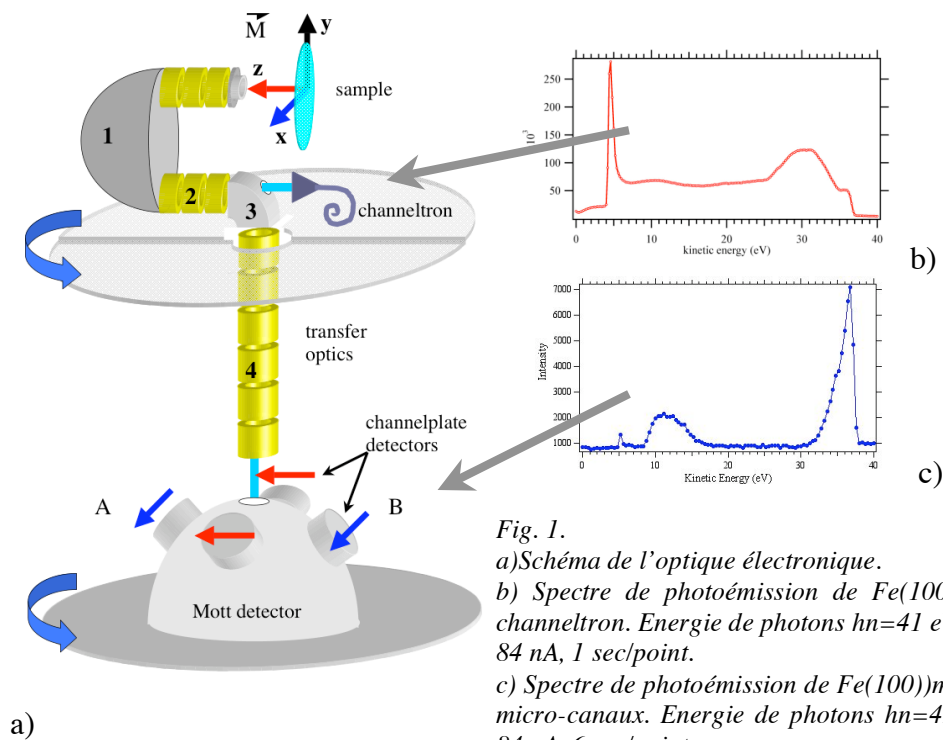 M
y
z
sample
x
1
2
3
channeltron
transfer
optics
4
channelplate
detectors
A
B
Mott detector
a)
250
200
150
100
50
10³
0
10
20
30
40
kinetic energy (eV)
b)
7000
6000
5000
4000
3000
2000
1000
Intensity
0
10
20
30
40
Kinetic Energy (eV)
c)
Fig. 1.
a)Schéma de l'optique électronique.
b) Spectre de photoémission de Fe(100
channeltron. Energie de photons hn=41 e
84 nA, 1 sec/point.
c) Spectre de photoémission de Fe(100))m
micro-canaux. Energie de photons hn=4